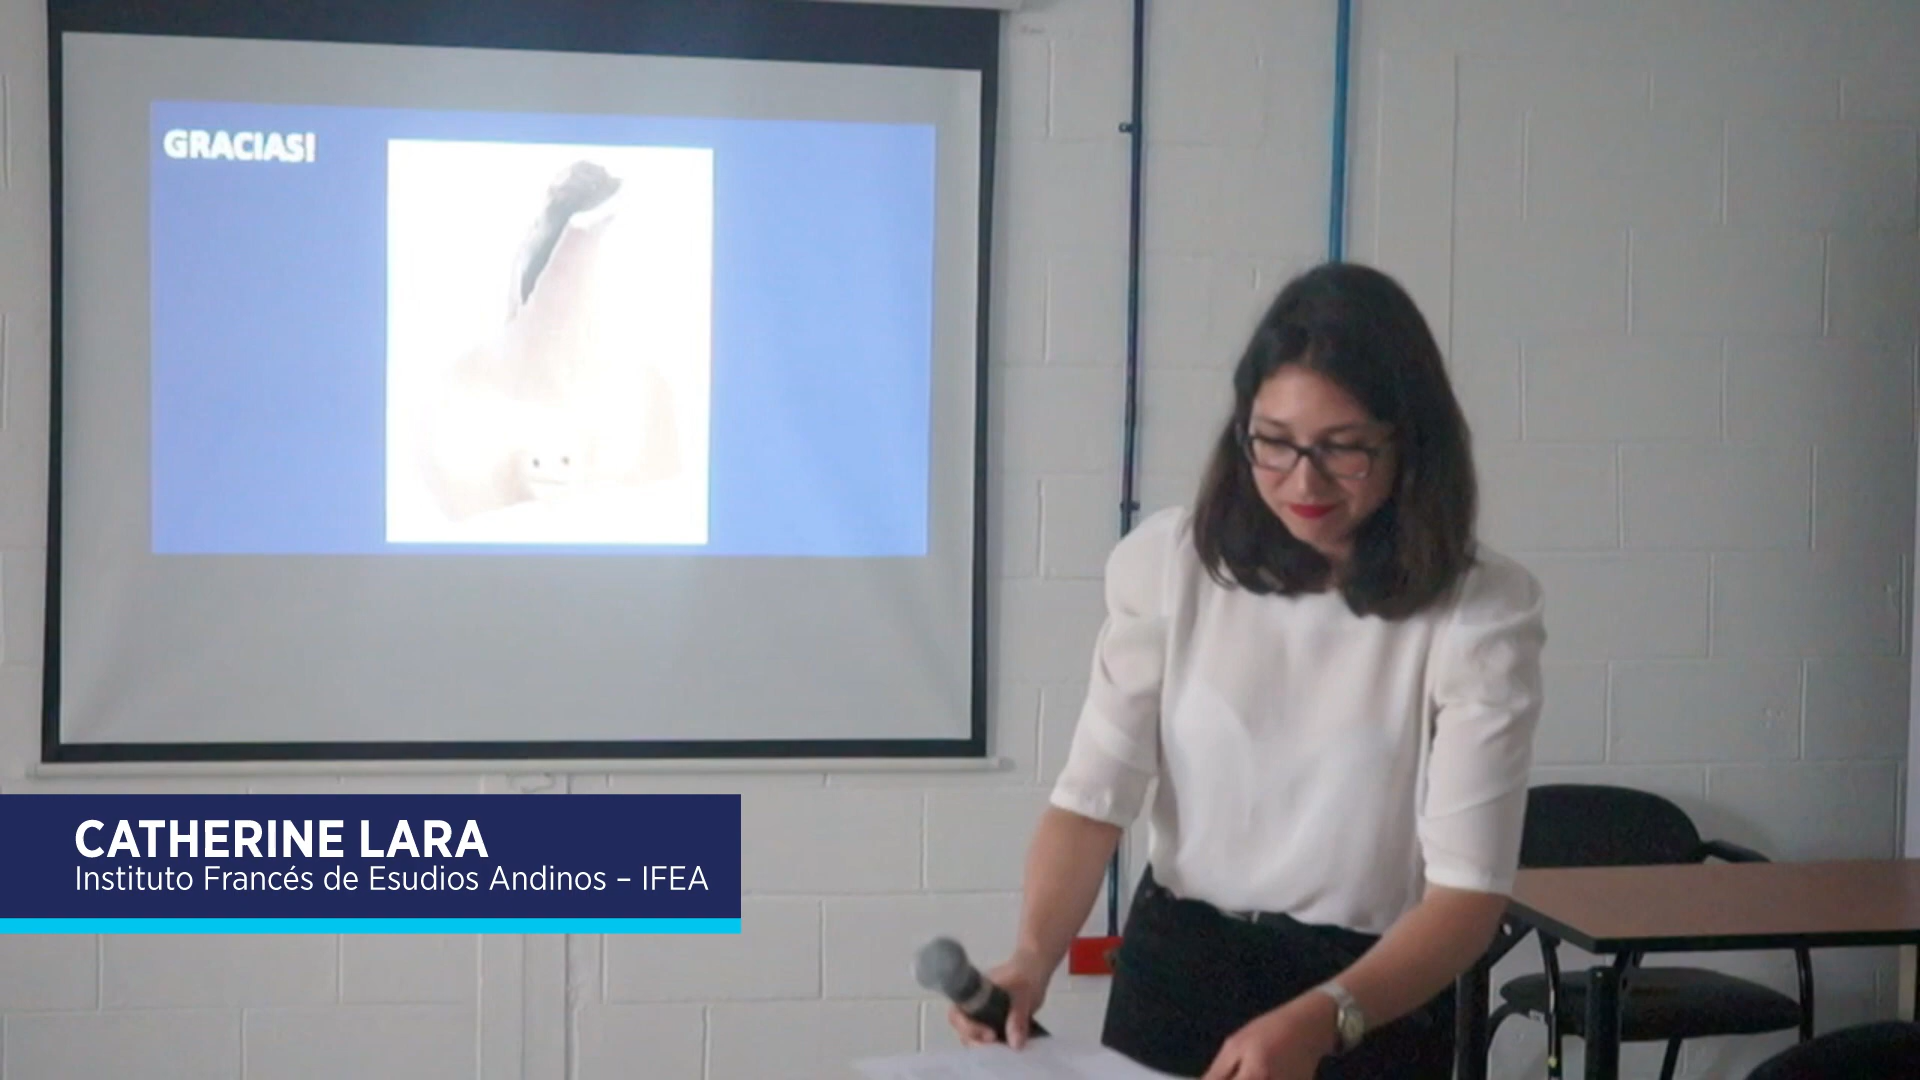 GRACIAS!
CATHERINE LARA
Instituto Francés de Esudios Andinos – IFEA